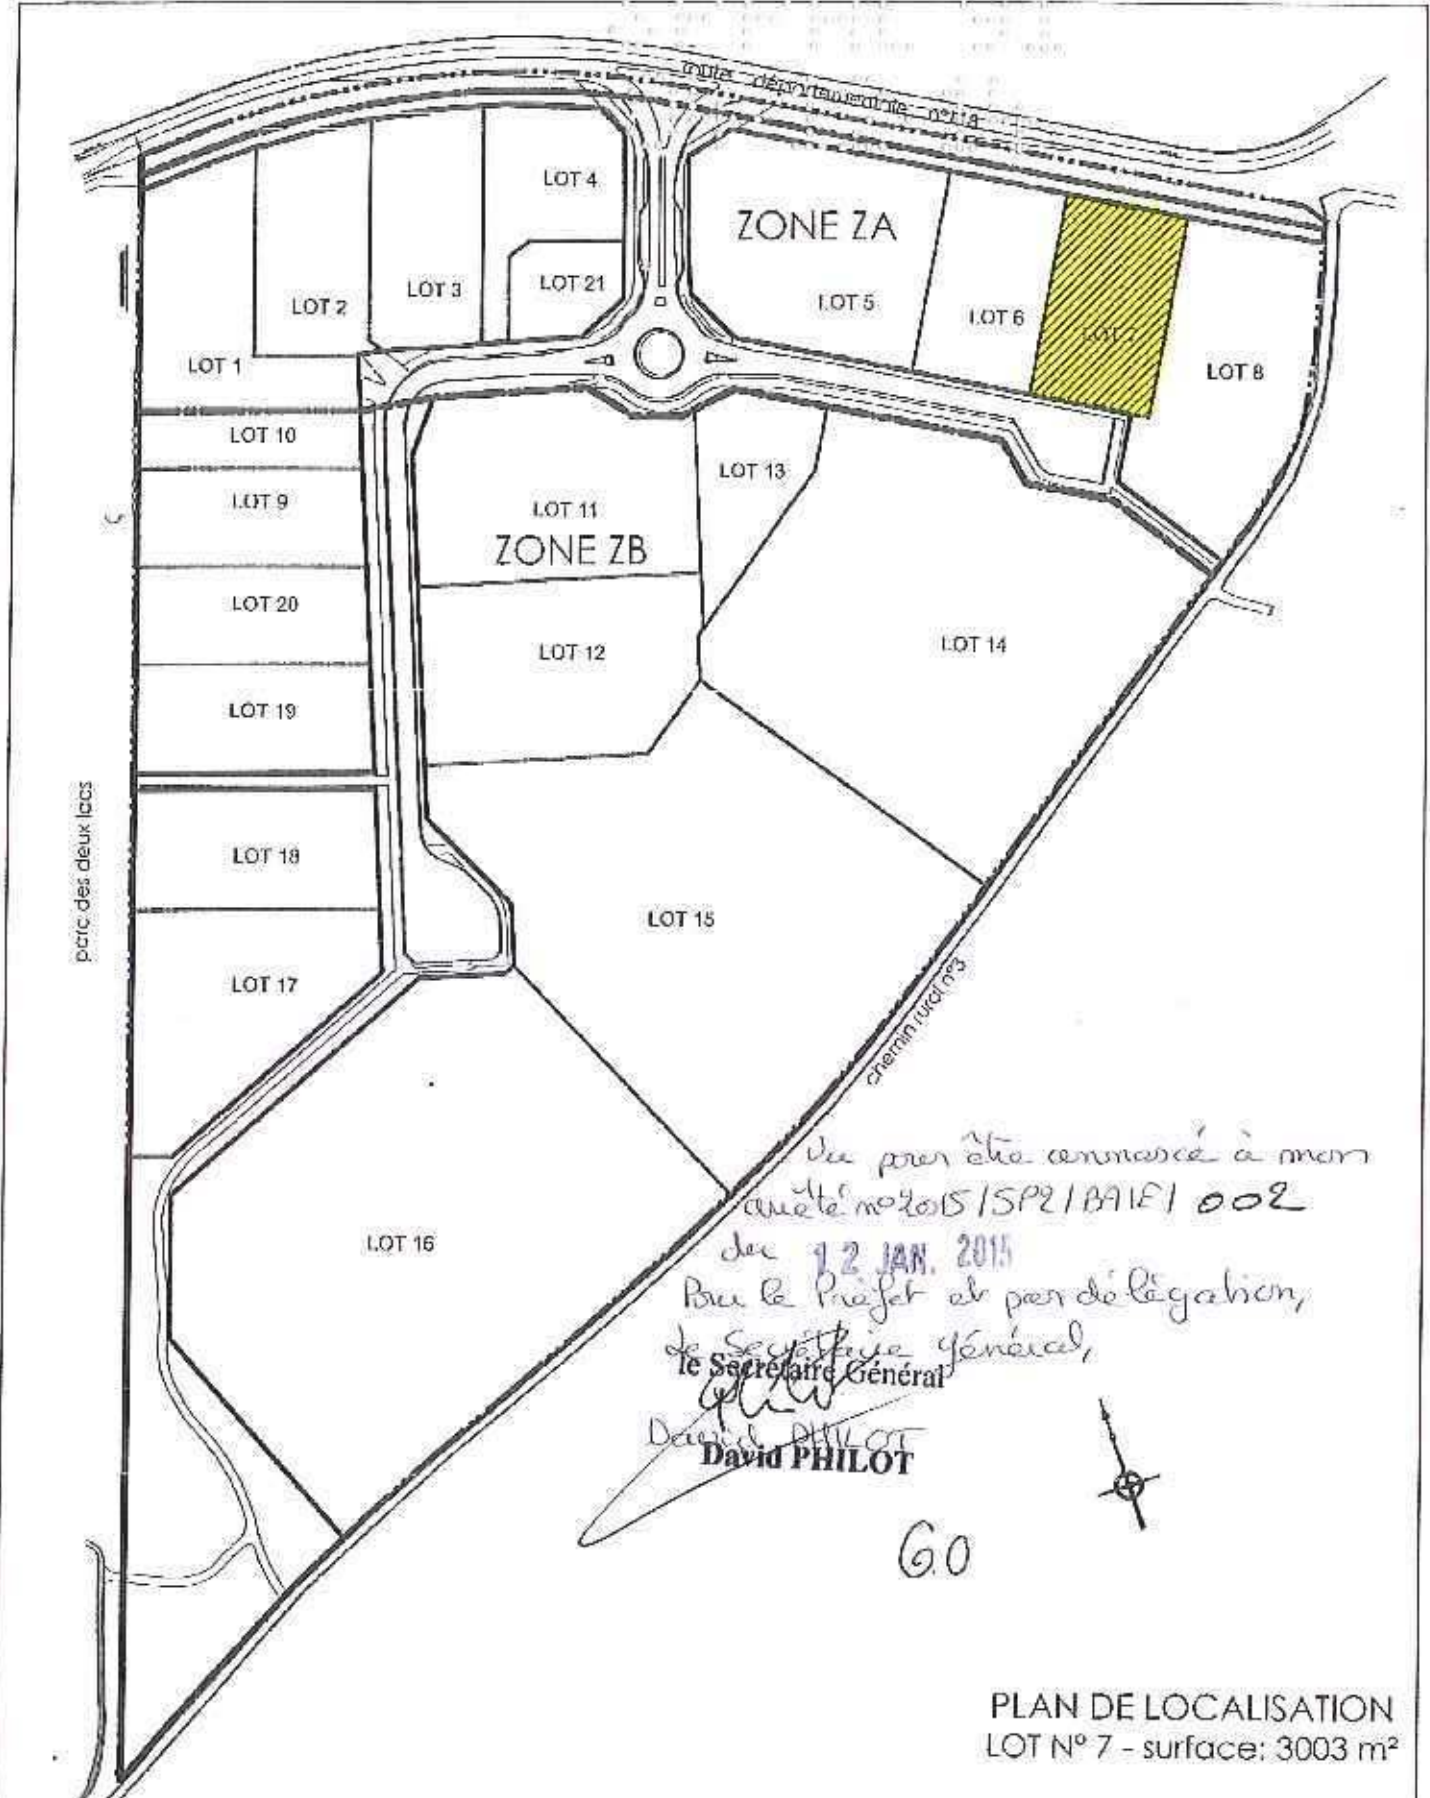 route départementale n°118
LOT 4
ZONE ZA
LOT 21
LOT 3
LOT 2
LOT 5
LOT 6
LOT 7
LOT 1
LOT 8
LOT 10
LOT 13
LOT 9
LOT 11
ZONE ZB
LOT 20
LOT 12
LOT 14
LOT 19
parc des deux lacs
LOT 18
LOT 15
LOT 17
chemin rural n°3
LOT 16
Vu pour être annexé à mon
arrêté n°2015/SP2/BAIE/002
du 12 JAN. 2015
Pour le Préfet et par délégation,
Le Secrétaire Général,
le Secrétaire Général
David PHILOT
David PHILOT
60
PLAN DE LOCALISATION
LOT N° 7 - surface: 3003 m²